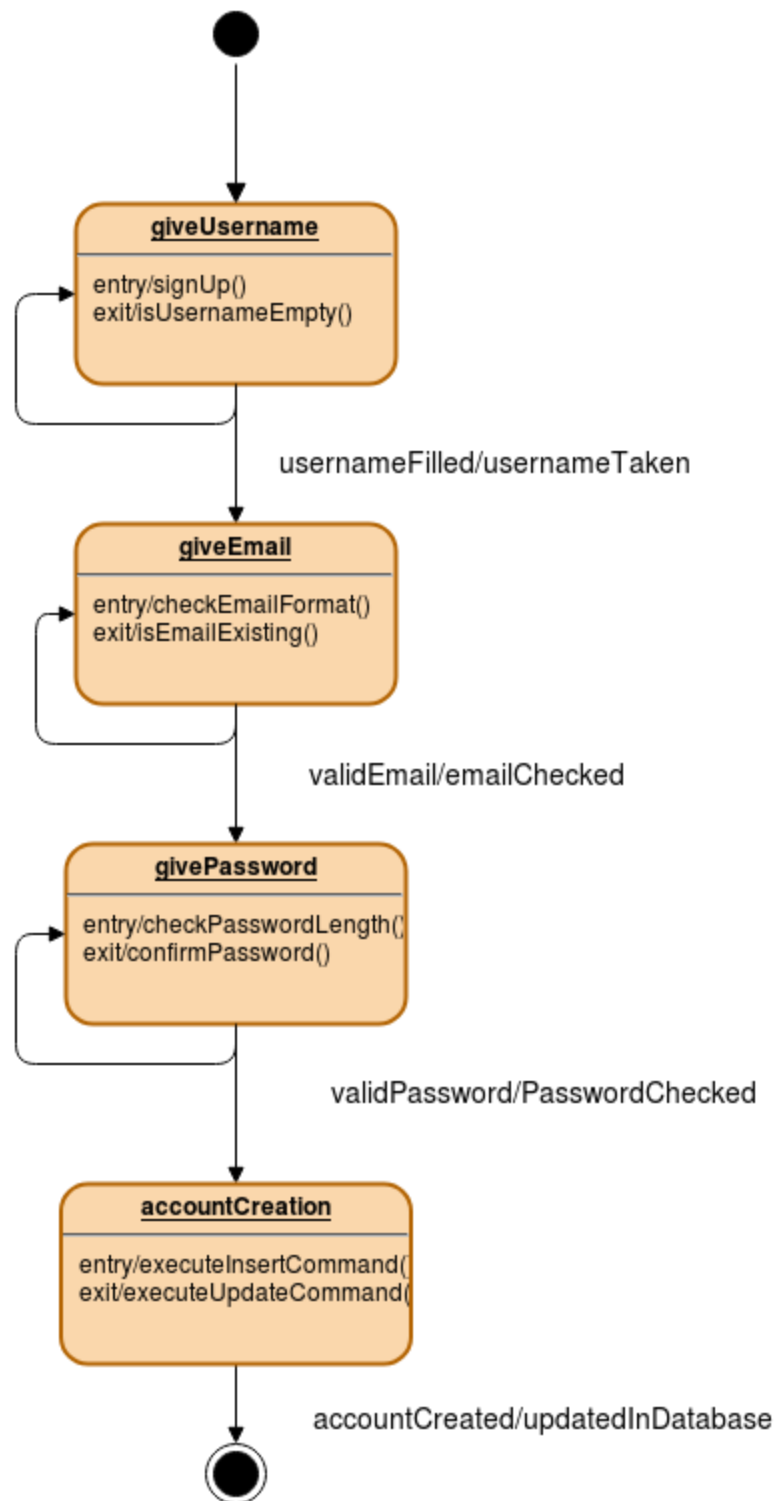 giveUsername
entry/signUp()
exit/isUsernameEmpty()
usernameFilled/usernameTaken
giveEmail
entry/checkEmailFormat()
exit/isEmailExisting()
validEmail/emailChecked
givePassword
entry/checkPasswordLength()
exit/confirmPassword()
validPassword/PasswordChecked
accountCreation
entry/executeInsertCommand(
exit/executeUpdateCommand(
accountCreated/updatedInDatabase